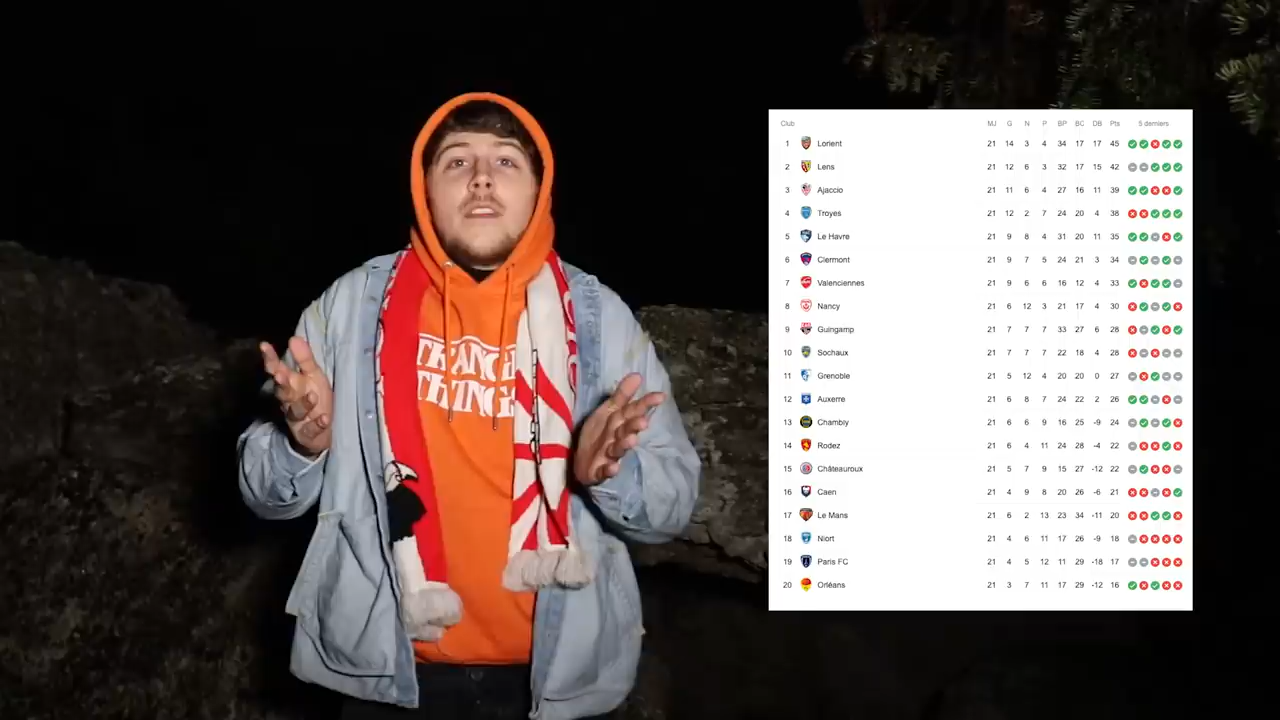 STRANGER
THINGS
Club MJ G N P BP BC DB Pts 5 derniers
1 Lorient 21 14 3 4 34 17 17 45
2 Lens 21 12 6 3 32 17 15 42
3 Ajaccio 21 11 6 4 27 16 11 39
4 Troyes 21 12 2 7 24 20 4 38
5 Le Havre 21 9 8 4 31 20 11 35
6 Clermont 21 9 7 5 24 21 3 34
7 Valenciennes 21 9 6 6 16 12 4 33
8 Nancy 21 6 12 3 21 17 4 30
9 Guingamp 21 7 7 7 33 27 6 28
10 Sochaux 21 7 7 7 22 18 4 28
11 Grenoble 21 5 12 4 20 20 0 27
12 Auxerre 21 6 8 7 24 22 2 26
13 Chambly 21 6 6 9 16 25 -9 24
14 Rodez 21 6 4 11 24 28 -4 22
15 Châteauroux 21 5 7 9 15 27 -12 22
16 Caen 21 4 9 8 20 26 -6 21
17 Le Mans 21 6 2 13 23 34 -11 20
18 Niort 21 4 6 11 17 26 -9 18
19 Paris FC 21 4 5 12 11 29 -18 17
20 Orléans 21 3 7 11 17 29 -12 16